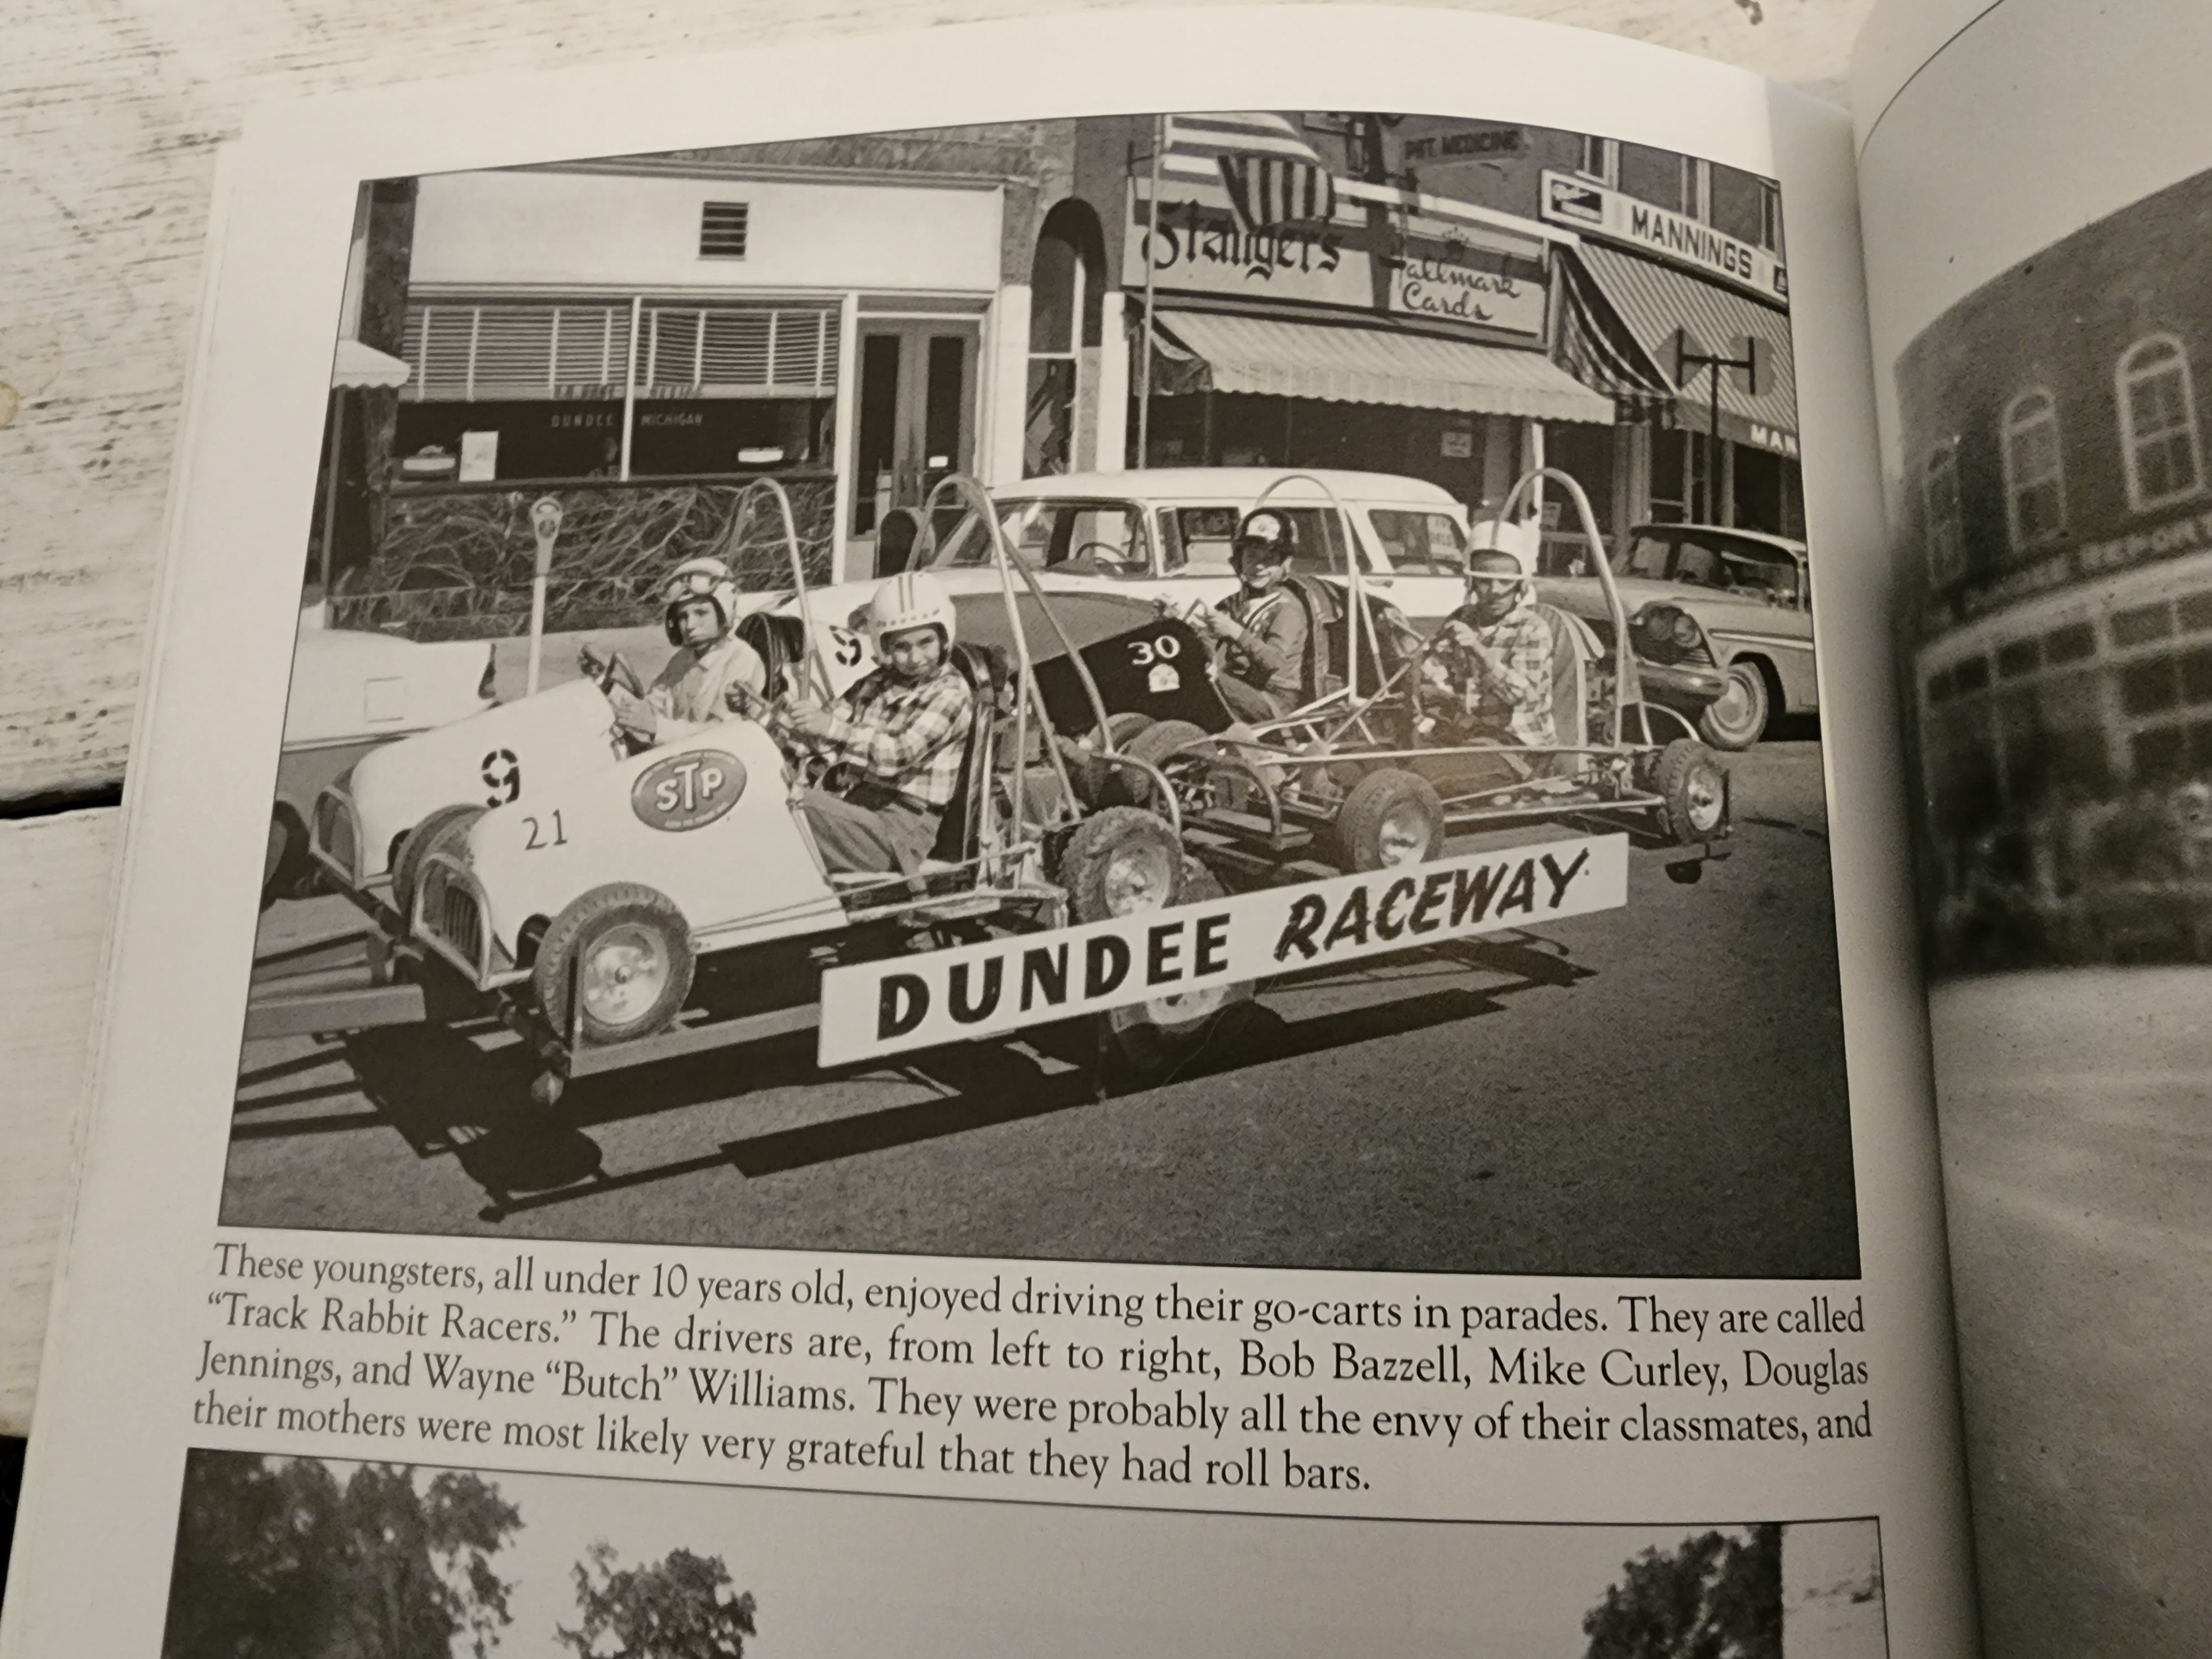 PAT. MEDICINE
Stanger's
Hallmark
Cards
MANNINGS
MAN
DUNDEE MICHIGAN
9
30
9
STP
21
DUNDEE RACEWAY
These youngsters, all under 10 years old, enjoyed driving their go-carts in parades. They are called
“Track Rabbit Racers.” The drivers are, from left to right, Bob Bazzell, Mike Curley, Douglas
Jennings, and Wayne “Butch” Williams. They were probably all the envy of their classmates, and
their mothers were most likely very grateful that they had roll bars.